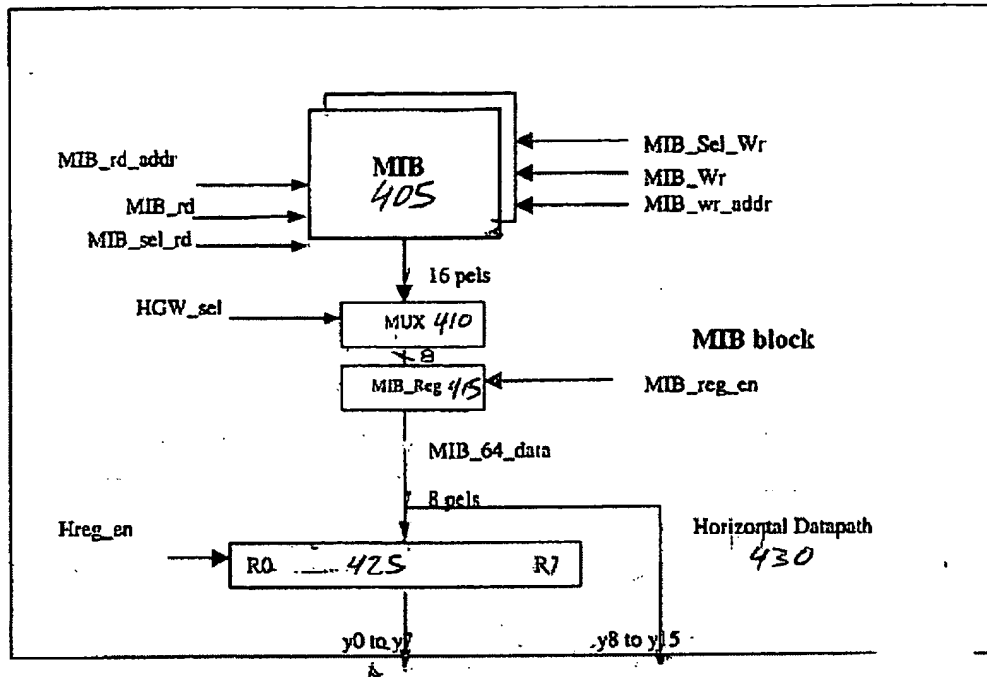 MIB_Sel_Wr
MIB_rd_addr
MIB
405
MIB_Wr
MIB_rd
MIB_wr_addr
MIB_sel_rd
16 pels
HGW_sel
MUX 410
MIB block
8
MIB_Reg 415
MIB_reg_en
MIB_64_data
8 pels
Hreg_en
Horizontal Datapath
430
R0 425 R7
y0 to y7
y8 to y15